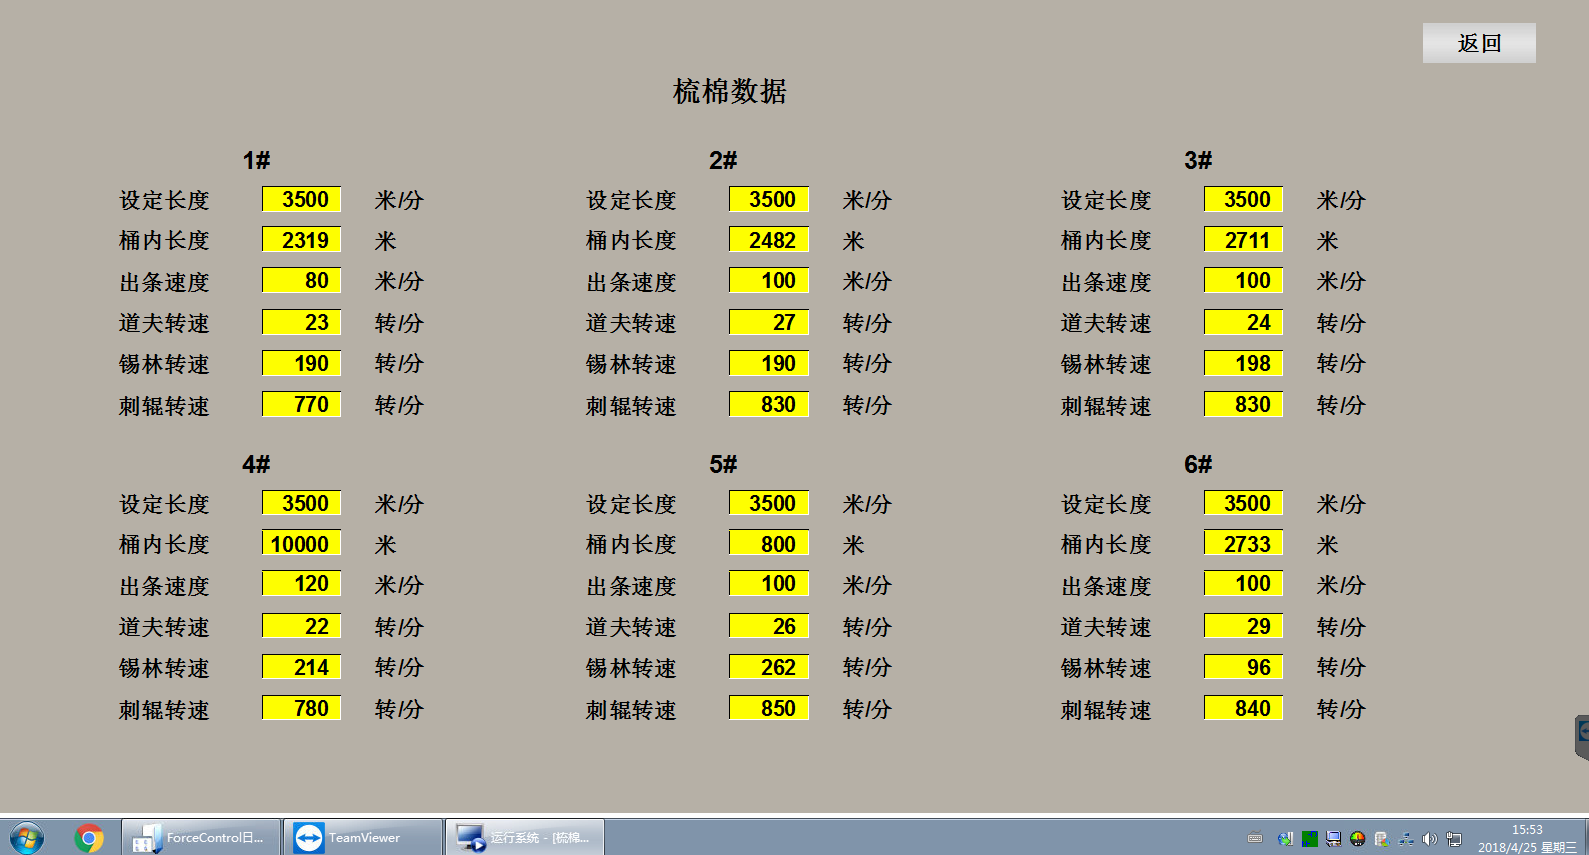 返回
梳棉数据
1# 2# 3#
设定长度 3500 米/分 设定长度 3500 米/分 设定长度 3500 米/分
桶内长度 2319 米 桶内长度 2482 米 桶内长度 2711 米
出条速度 80 米/分 出条速度 100 米/分 出条速度 100 米/分
道夫转速 23 转/分 道夫转速 27 转/分 道夫转速 24 转/分
锡林转速 190 转/分 锡林转速 190 转/分 锡林转速 198 转/分
刺辊转速 770 转/分 刺辊转速 830 转/分 刺辊转速 830 转/分
4# 5# 6#
设定长度 3500 米/分 设定长度 3500 米/分 设定长度 3500 米/分
桶内长度 10000 米 桶内长度 800 米 桶内长度 2733 米
出条速度 120 米/分 出条速度 100 米/分 出条速度 100 米/分
道夫转速 22 转/分 道夫转速 26 转/分 道夫转速 29 转/分
锡林转速 214 转/分 锡林转速 262 转/分 锡林转速 96 转/分
刺辊转速 780 转/分 刺辊转速 850 转/分 刺辊转速 840 转/分
ForceControl日... TeamViewer 运行系统 - [梳棉... 15:53
2018/4/25 星期三